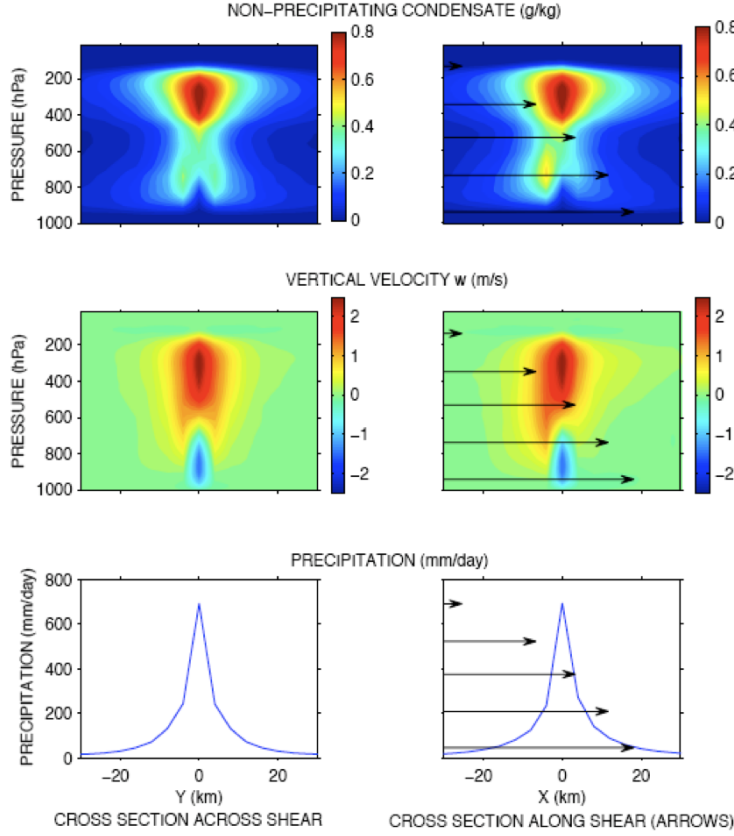 NON-PRECIPITATING CONDENSATE (g/kg)
PRESSURE (hPa)
200
400
600
800
1000
0.8
0.6
0.4
0.2
0
0.8
0.6
0.4
0.2
0
VERTICAL VELOCITY w (m/s)
PRESSURE (hPa)
200
400
600
800
1000
2
1
0
−1
−2
2
1
0
−1
−2
PRECIPITATION (mm/day)
PRECIPITATION (mm/day)
800
600
400
200
0
−20 0 20
Y (km)
−20 0 20
X (km)
CROSS SECTION ACROSS SHEAR
CROSS SECTION ALONG SHEAR (ARROWS)